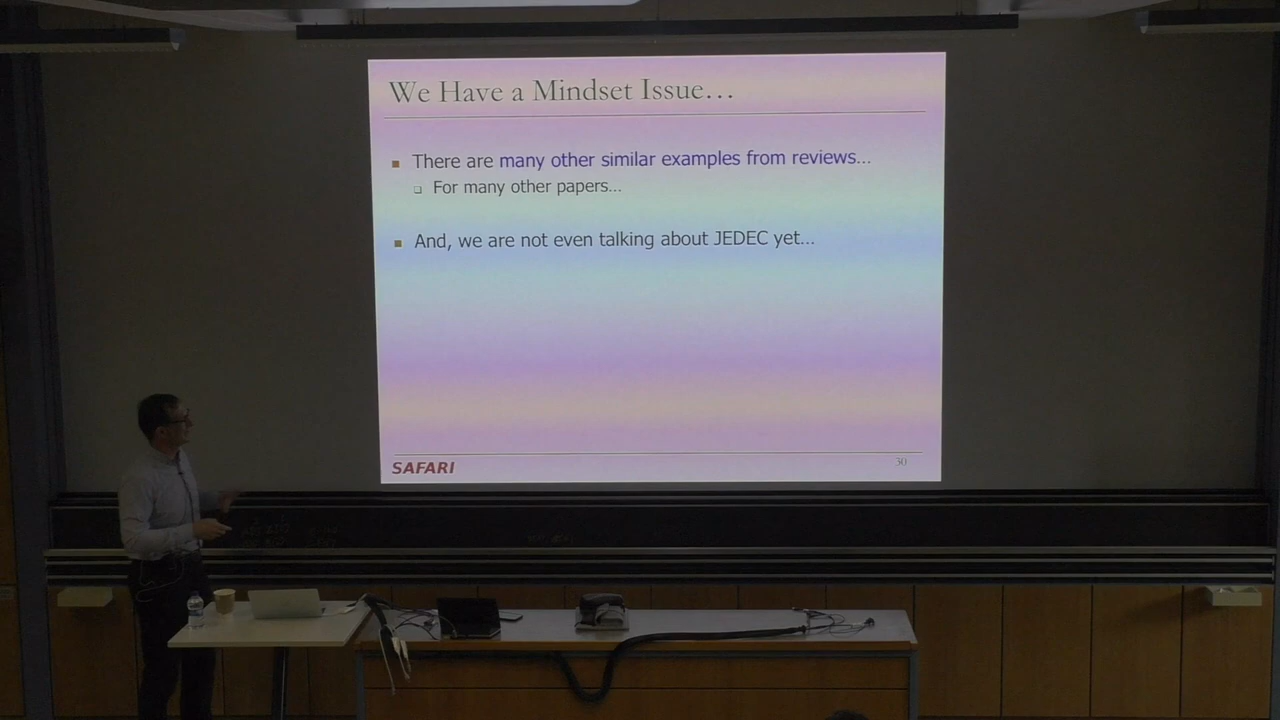 We Have a Mindset Issue…
There are many other similar examples from reviews…
For many other papers…
And, we are not even talking about JEDEC yet…
SAFARI
30